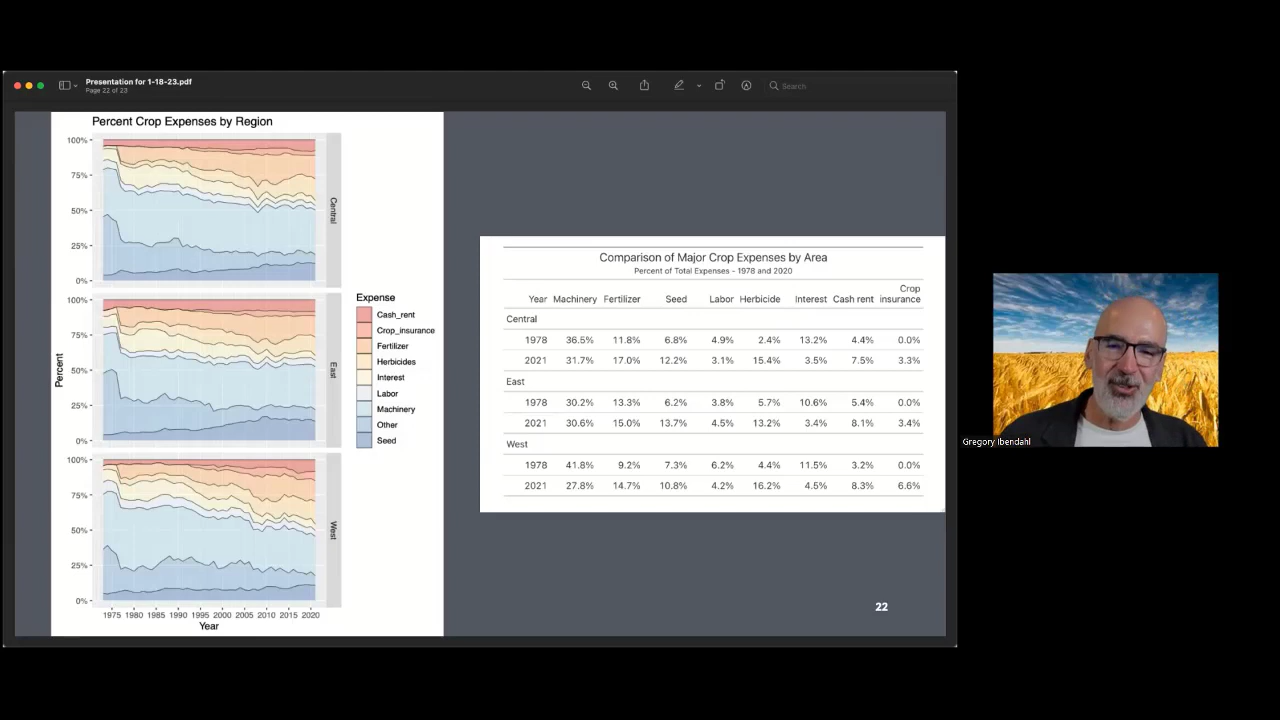 Presentation for 1-18-23.pdf
Page 22 of 23
Search
Percent Crop Expenses by Region
100%
75%
50%
25%
0%
Central
100%
75%
50%
25%
0%
East
100%
75%
50%
25%
0%
West
Percent
1975 1980 1985 1990 1995 2000 2005 2010 2015 2020
Year
Expense
Cash_rent
Crop_insurance
Fertilizer
Herbicides
Interest
Labor
Machinery
Other
Seed
Comparison of Major Crop Expenses by Area
Percent of Total Expenses - 1978 and 2020
Year Machinery Fertilizer Seed Labor Herbicide Interest Cash rent Crop insurance
Central
1978 36.5% 11.8% 6.8% 4.9% 2.4% 13.2% 4.4% 0.0%
2021 31.7% 17.0% 12.2% 3.1% 15.4% 3.5% 7.5% 3.3%
East
1978 30.2% 13.3% 6.2% 3.8% 5.7% 10.6% 5.4% 0.0%
2021 30.6% 15.0% 13.7% 4.5% 13.2% 3.4% 8.1% 3.4%
West
1978 41.8% 9.2% 7.3% 6.2% 4.4% 11.5% 3.2% 0.0%
2021 27.8% 14.7% 10.8% 4.2% 16.2% 4.5% 8.3% 6.6%
22
Gregory Ibendahl